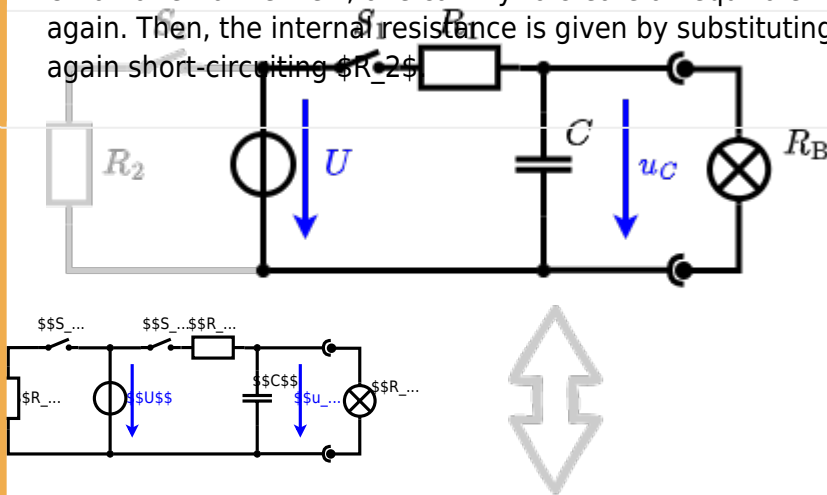 again. Then, the internal resistance is given by substituting
again short-circuiting $R_2$.
R₂
U
C
u_C
R_B
$$S_...
$$S_...
$$R_...
$R_...
$$U$$
$$C$$
$$u_...
$$R_...